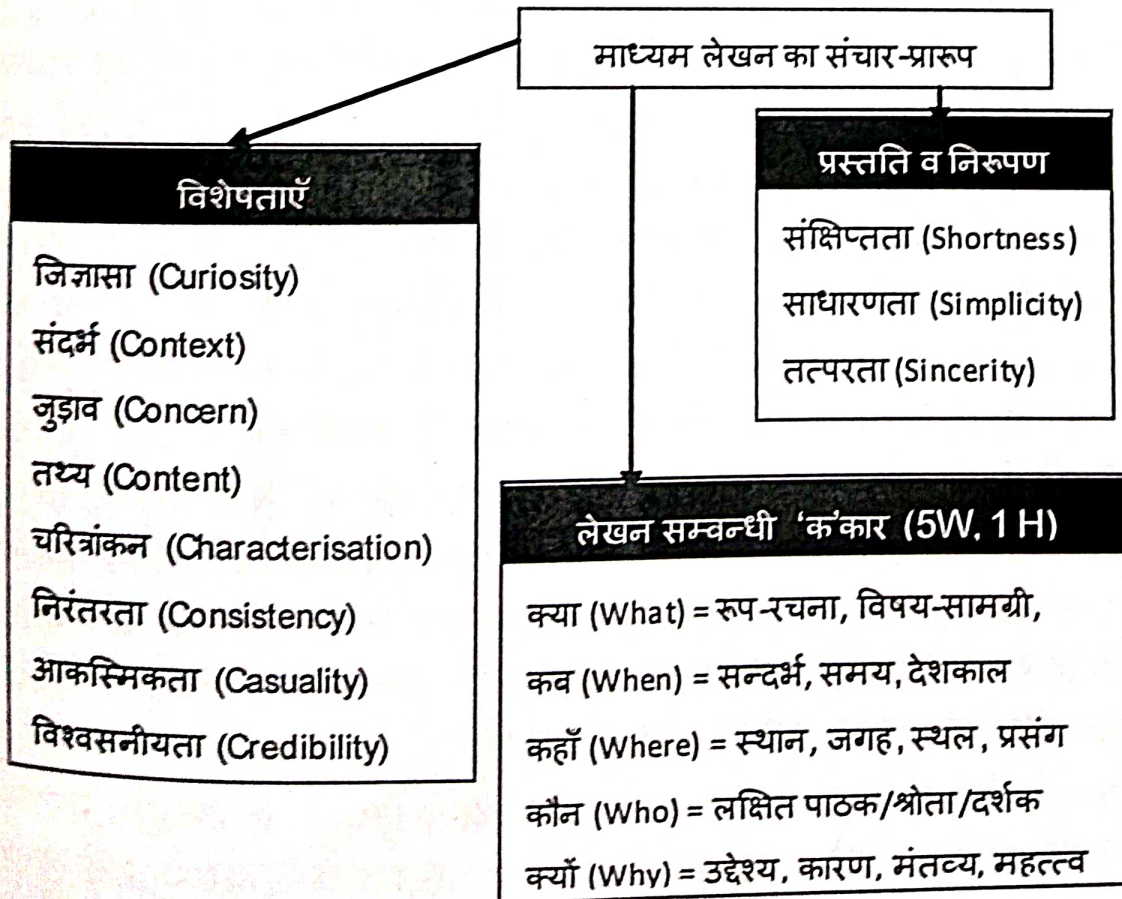 माध्यम लेखन का संचार-प्रारूप
विशेषताएँ
जिज्ञासा (Curiosity)
संदर्भ (Context)
जुड़ाव (Concern)
तथ्य (Content)
चरित्रांकन (Characterisation)
निरंतरता (Consistency)
आकस्मिकता (Casuality)
विश्वसनीयता (Credibility)
प्रस्तति व निरूपण
संक्षिप्तता (Shortness)
साधारणता (Simplicity)
तत्परता (Sincerity)
लेखन सम्वन्धी 'क'कार (5W, 1 H)
क्या (What) = रूप-रचना, विषय-सामग्री,
कव (When) = सन्दर्भ, समय, देशकाल
कहाँ (Where) = स्थान, जगह, स्थल, प्रसंग
कौन (Who) = लक्षित पाठक/श्रोता/दर्शक
क्यों (Why) = उद्देश्य, कारण, मंतव्य, महत्त्व